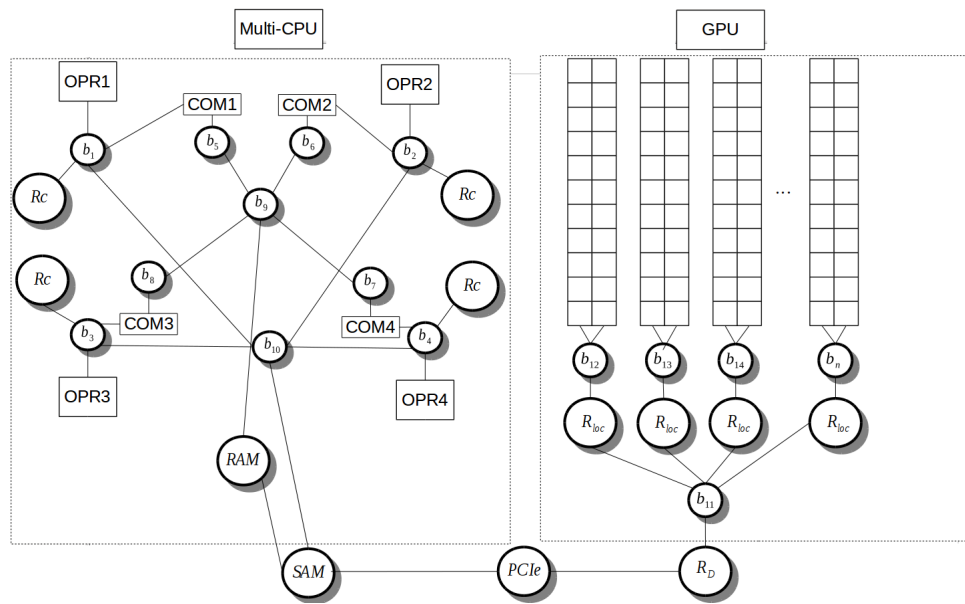 Multi-CPU
GPU
OPR1
OPR2
COM1
COM2
b1
b5
b6
b2
Rc
Rc
b9
Rc
b8
b7
Rc
COM3
COM4
b3
b10
b4
OPR3
OPR4
RAM
SAM
PCIe
...
b12
b13
b14
bn
Rloc
Rloc
Rloc
Rloc
b11
RD